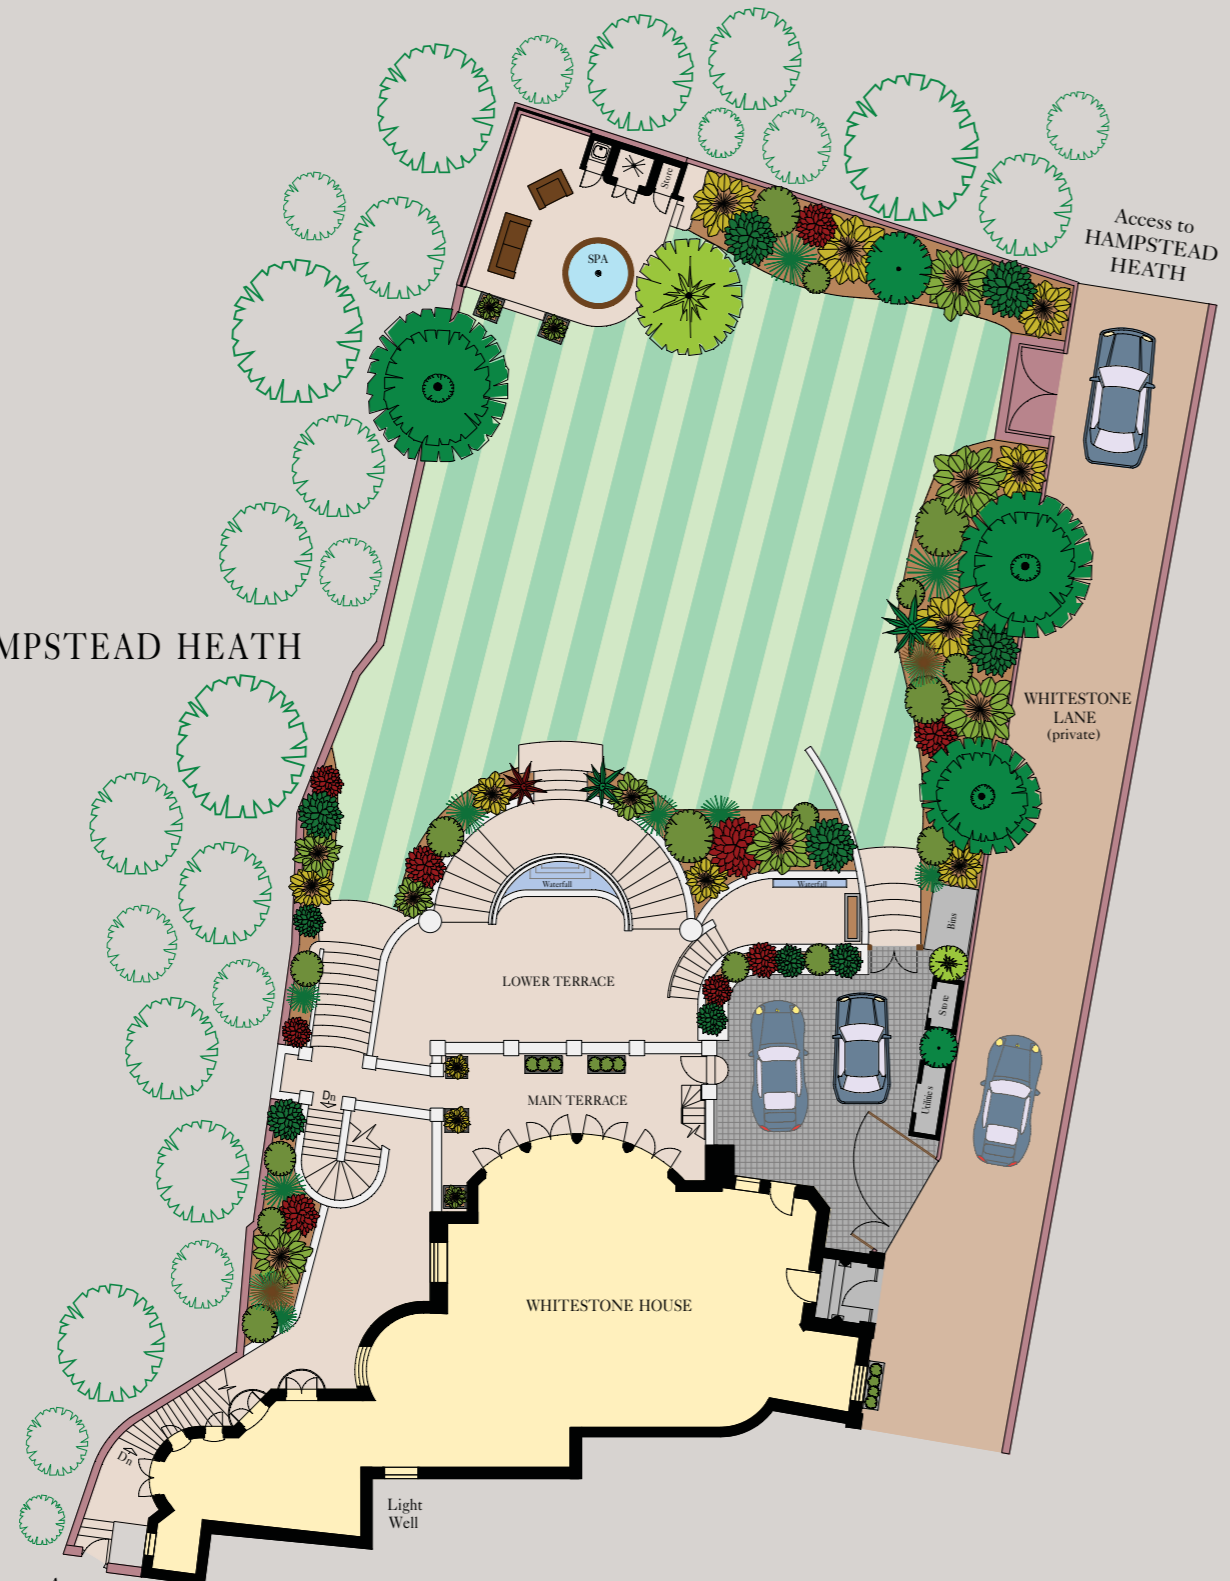 Store
SPA
Access to
HAMPSTEAD
HEATH
MPSTEAD HEATH
WHITESTONE
LANE
(private)
Waterfall
Waterfall
Bins
LOWER TERRACE
Store
MAIN TERRACE
Dn
Utilities
WHITESTONE HOUSE
Dn
Light
Well